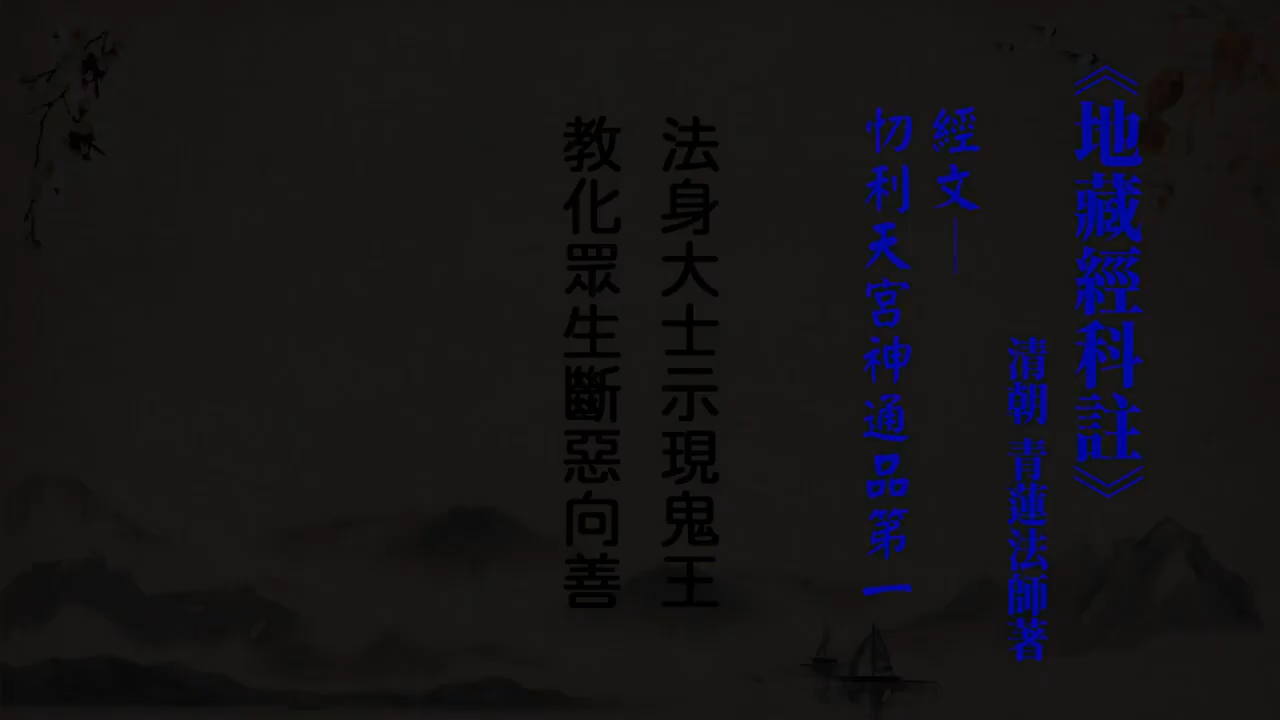 《地藏經科註》
清朝 青蓮法師著
經文——
忉利天宮神通品第一
法身大士示現鬼王
教化眾生斷惡向善